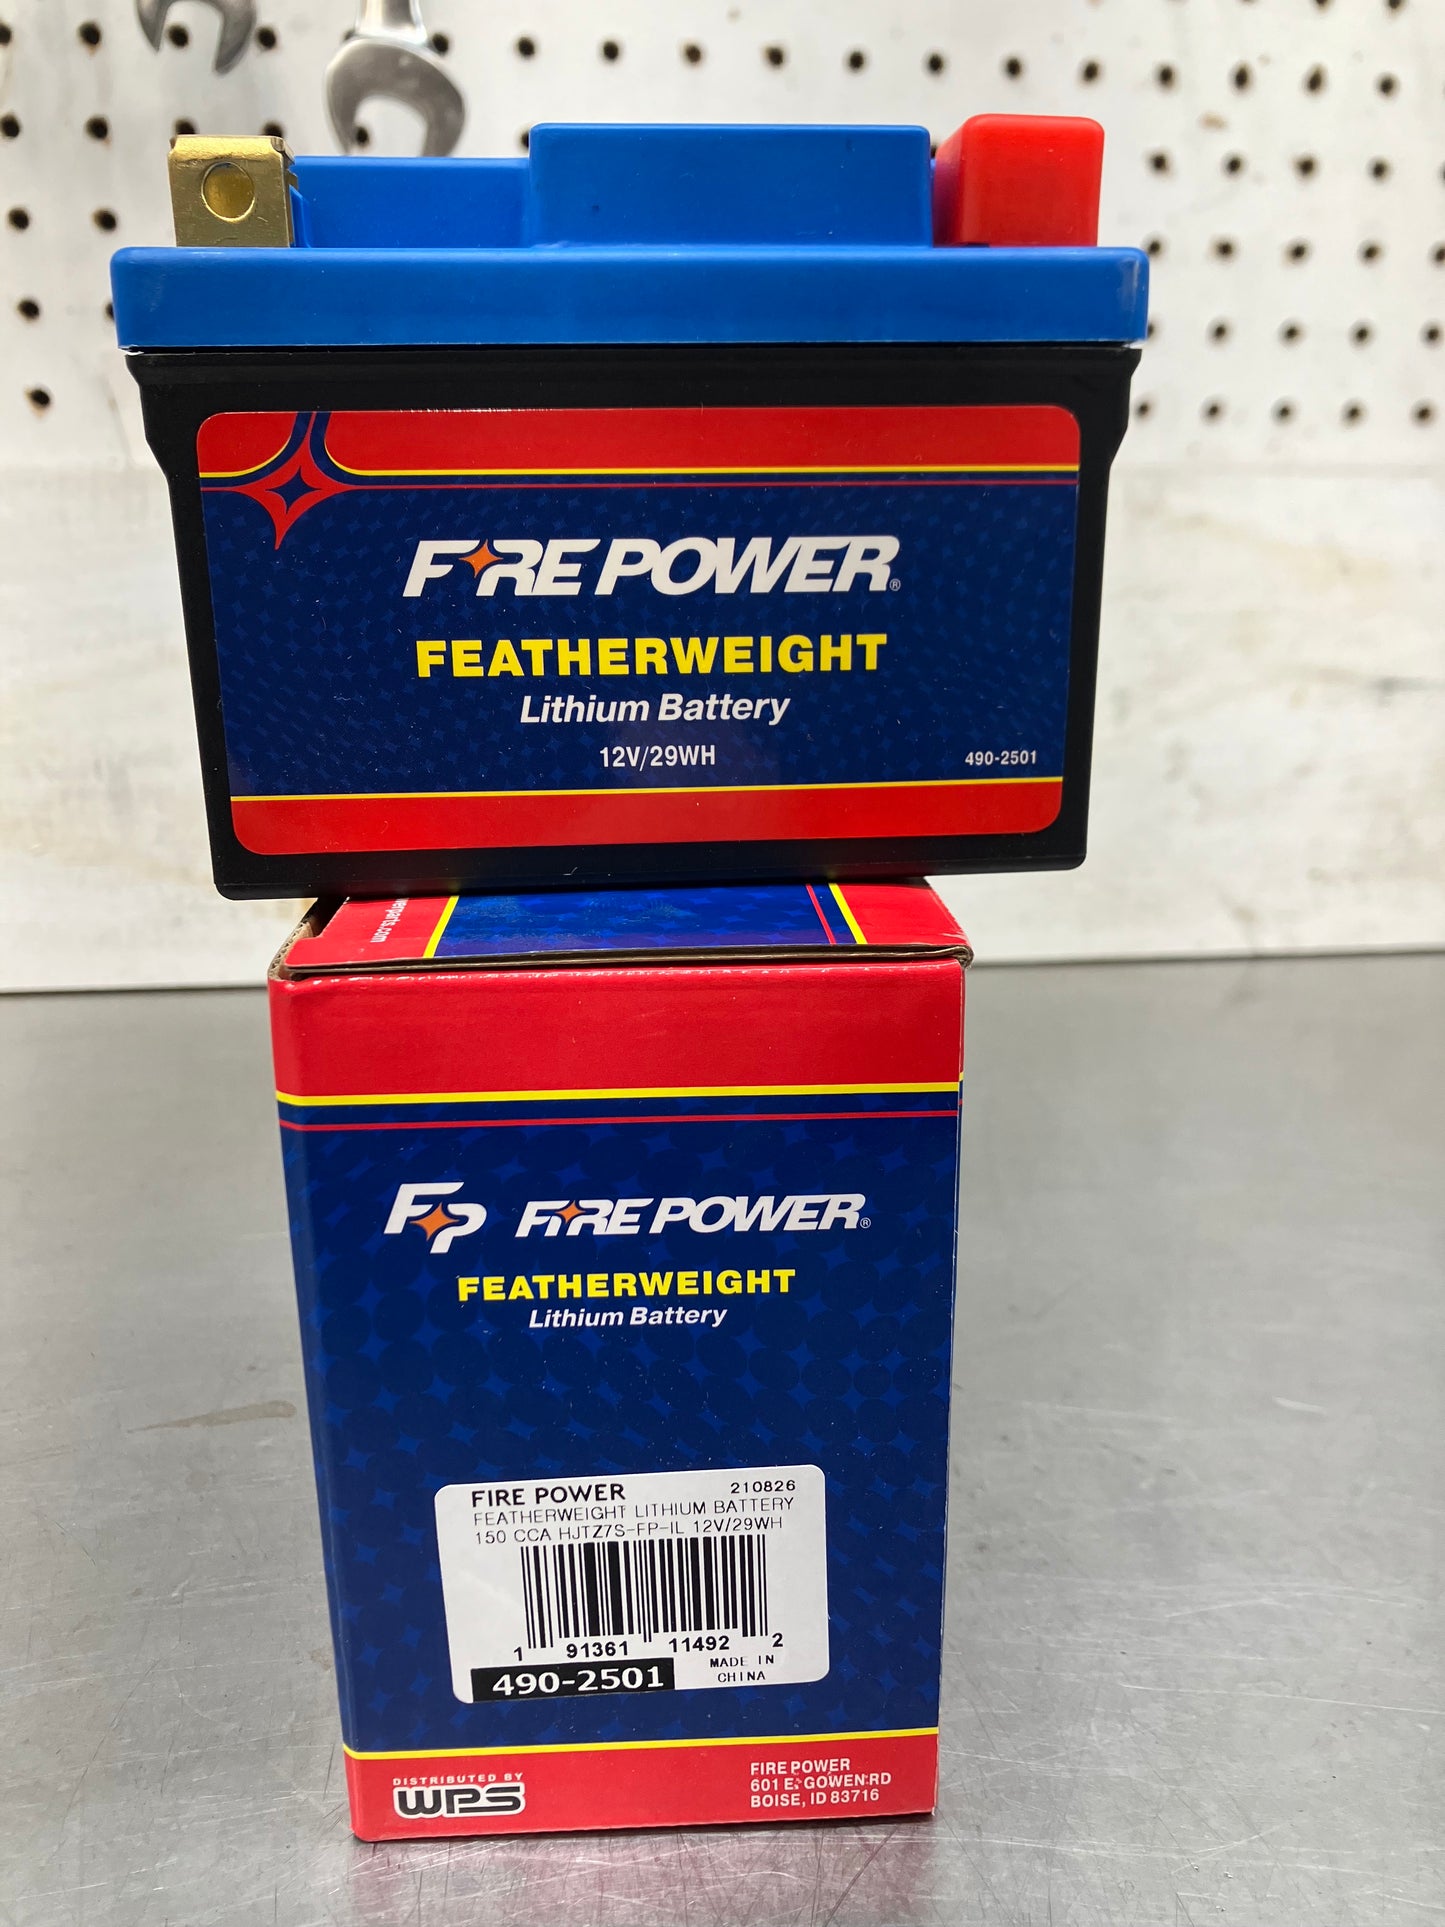 FIRE POWER®
FEATHERWEIGHT
Lithium Battery
12V/29WH
490-2501
FP FIRE POWER®
FEATHERWEIGHT
Lithium Battery
FIRE POWER 210826
FEATHERWEIGHT LITHIUM BATTERY
150 CCA HJTZ7S-FP-IL 12V/29WH
1 91361 11492 2
490-2501
MADE IN
CHINA
DISTRIBUTED BY
WPS
FIRE POWER
601 E. GOWEN RD
BOISE, ID 83716